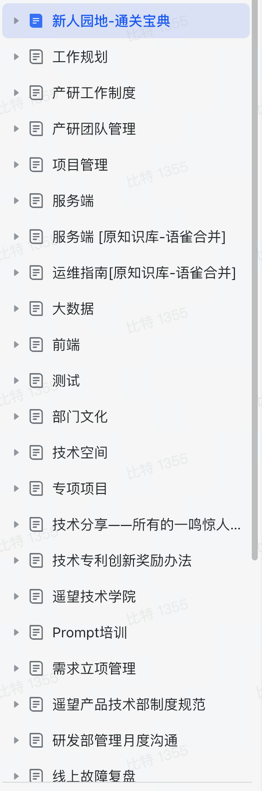 新人园地-通关宝典
工作规划
产研工作制度
产研团队管理
项目管理
服务端
服务端 [原知识库-语雀合并]
运维指南[原知识库-语雀合并]
大数据
前端
测试
部门文化
技术空间
专项项目
技术分享——所有的一鸣惊人...
技术专利创新奖励办法
遥望技术学院
Prompt培训
需求立项管理
遥望产品技术部制度规范
研发部管理月度沟通
线上故障复盘
比特 1355